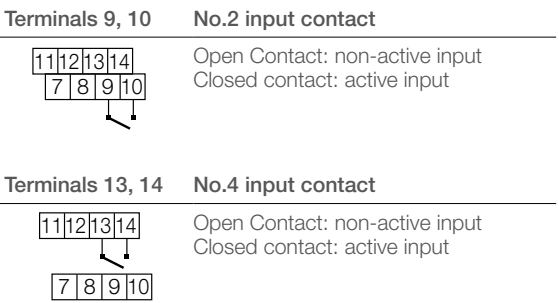 Terminals 9, 10 No.2 input contact
11 12 13 14 Open Contact: non-active input
7 8 9 10 Closed contact: active input
Terminals 13, 14 No.4 input contact
11 12 13 14 Open Contact: non-active input
Closed contact: active input
7 8 9 10